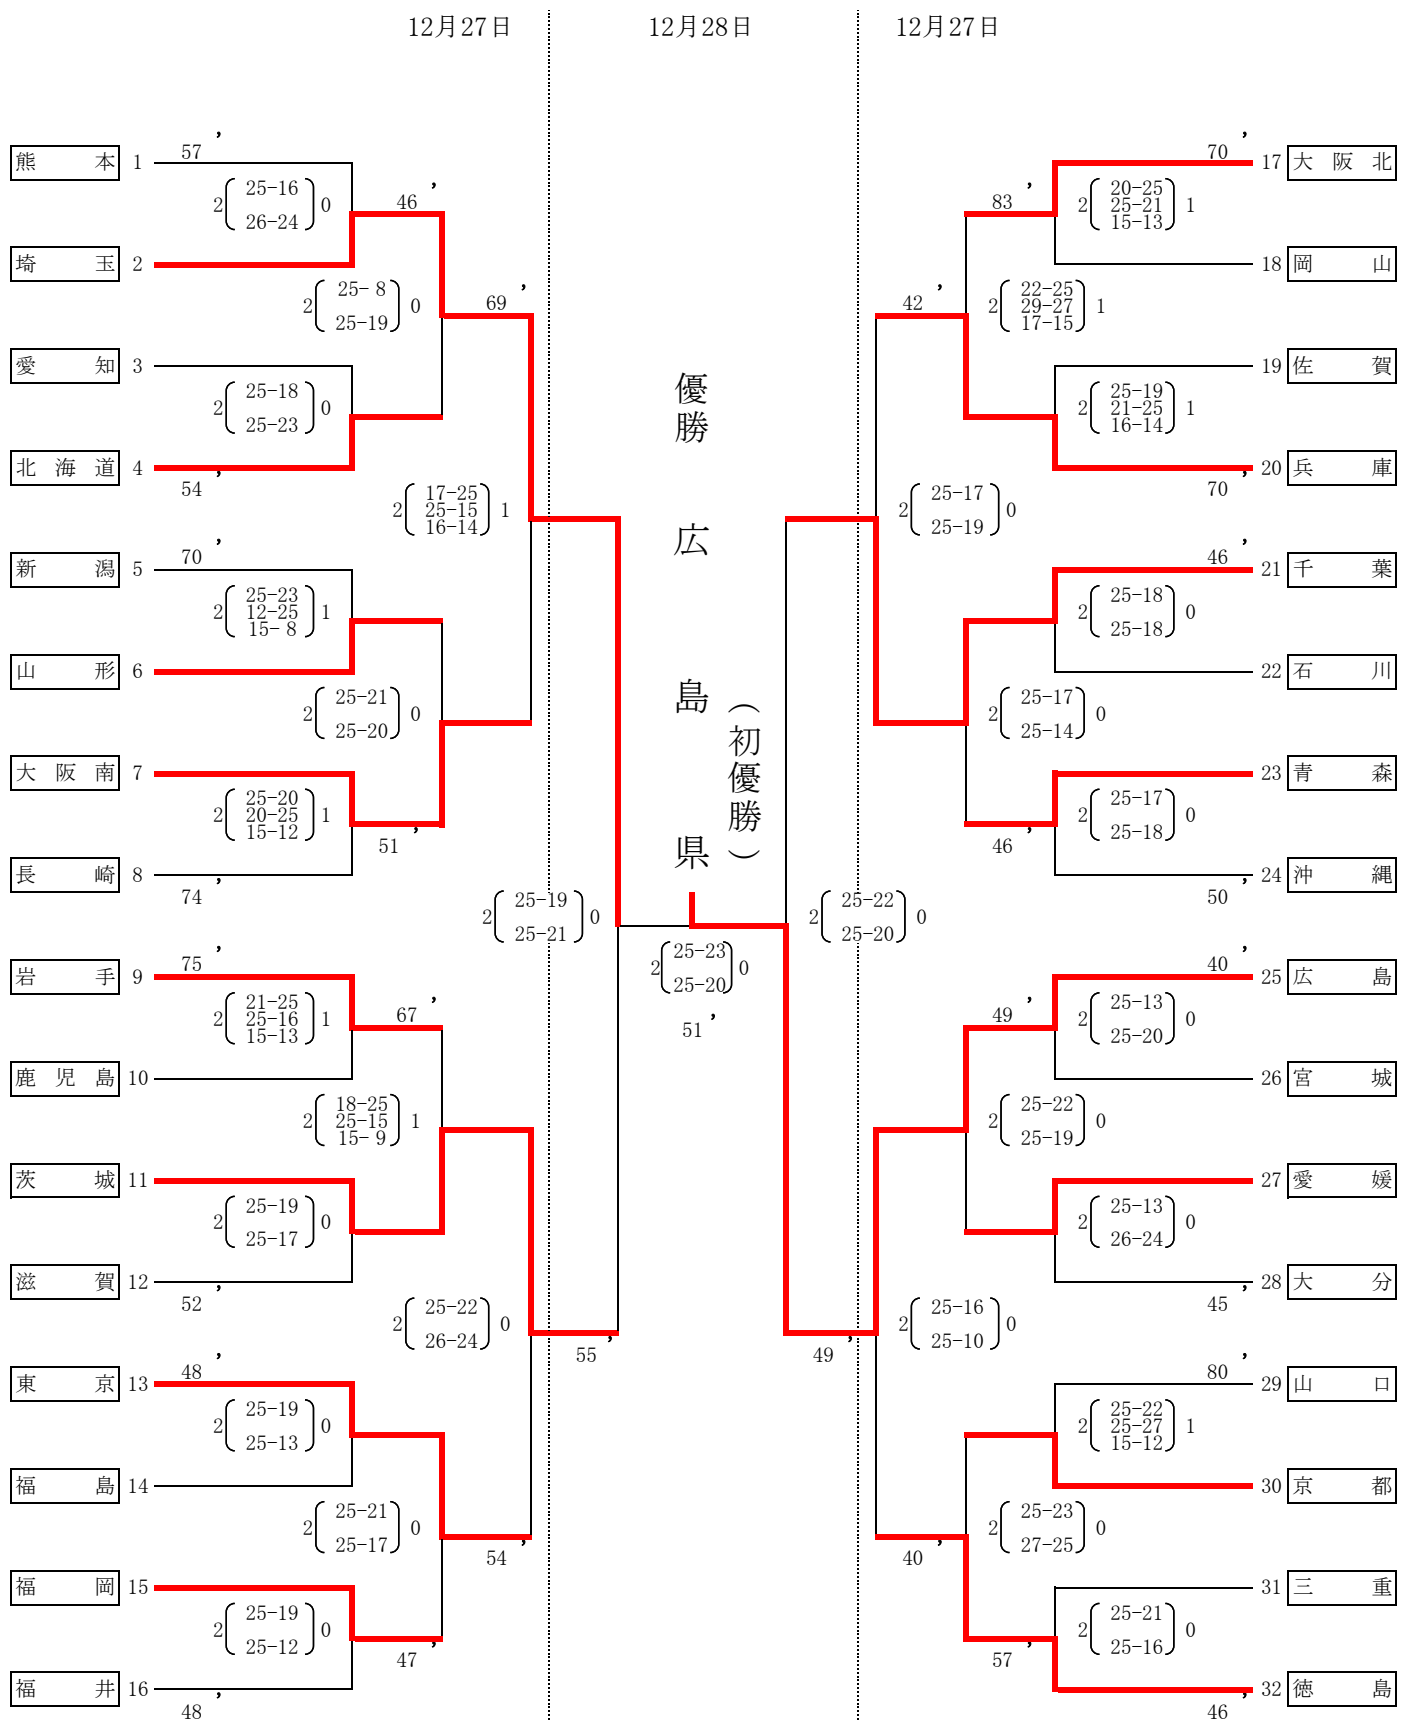 12月27日
12月28日
12月27日
熊本 1
57’
2 25-16 0
26-24
46’
埼玉 2
2 25- 8 0
25-19
69’
愛知 3
2 25-18 0
25-23
北海道 4
54’
2 17-25 1
25-15
16-14
新潟 5
70’
2 25-23 1
12-25
15- 8
山形 6
2 25-21 0
25-20
大阪南 7
2 25-20 1
20-25
15-12
51’
長崎 8
74’
2 25-19 0
25-21
岩手 9
75’
2 21-25 1
25-16
15-13
67’
鹿児島 10
2 18-25 1
25-15
15- 9
茨城 11
2 25-19 0
25-17
滋賀 12
52’
2 25-22 0
26-24
55’
東京 13
48’
2 25-19 0
25-13
福島 14
2 25-21 0
25-17
54’
福岡 15
2 25-19 0
25-12
47’
福井 16
48’
優勝 広島県
(初優勝)
2 25-23 0
25-20
51’
70’
17 大阪北
2 20-25 1
25-21
15-13
83’
18 岡山
2 22-25 1
29-27
17-15
42’
19 佐賀
2 25-19 1
21-25
16-14
20 兵庫
70’
2 25-17 0
25-19
46’
21 千葉
2 25-18 0
25-18
22 石川
2 25-17 0
25-14
23 青森
2 25-17 0
25-18
46’
24 沖縄
50’
2 25-22 0
25-20
40’
25 広島
2 25-13 0
25-20
49’
26 宮城
2 25-22 0
25-19
27 愛媛
2 25-13 0
26-24
28 大分
45’
2 25-16 0
25-10
49’
80’
29 山口
2 25-22 1
25-27
15-12
30 京都
2 25-23 0
27-25
40’
31 三重
2 25-21 0
25-16
57’
32 徳島
46’